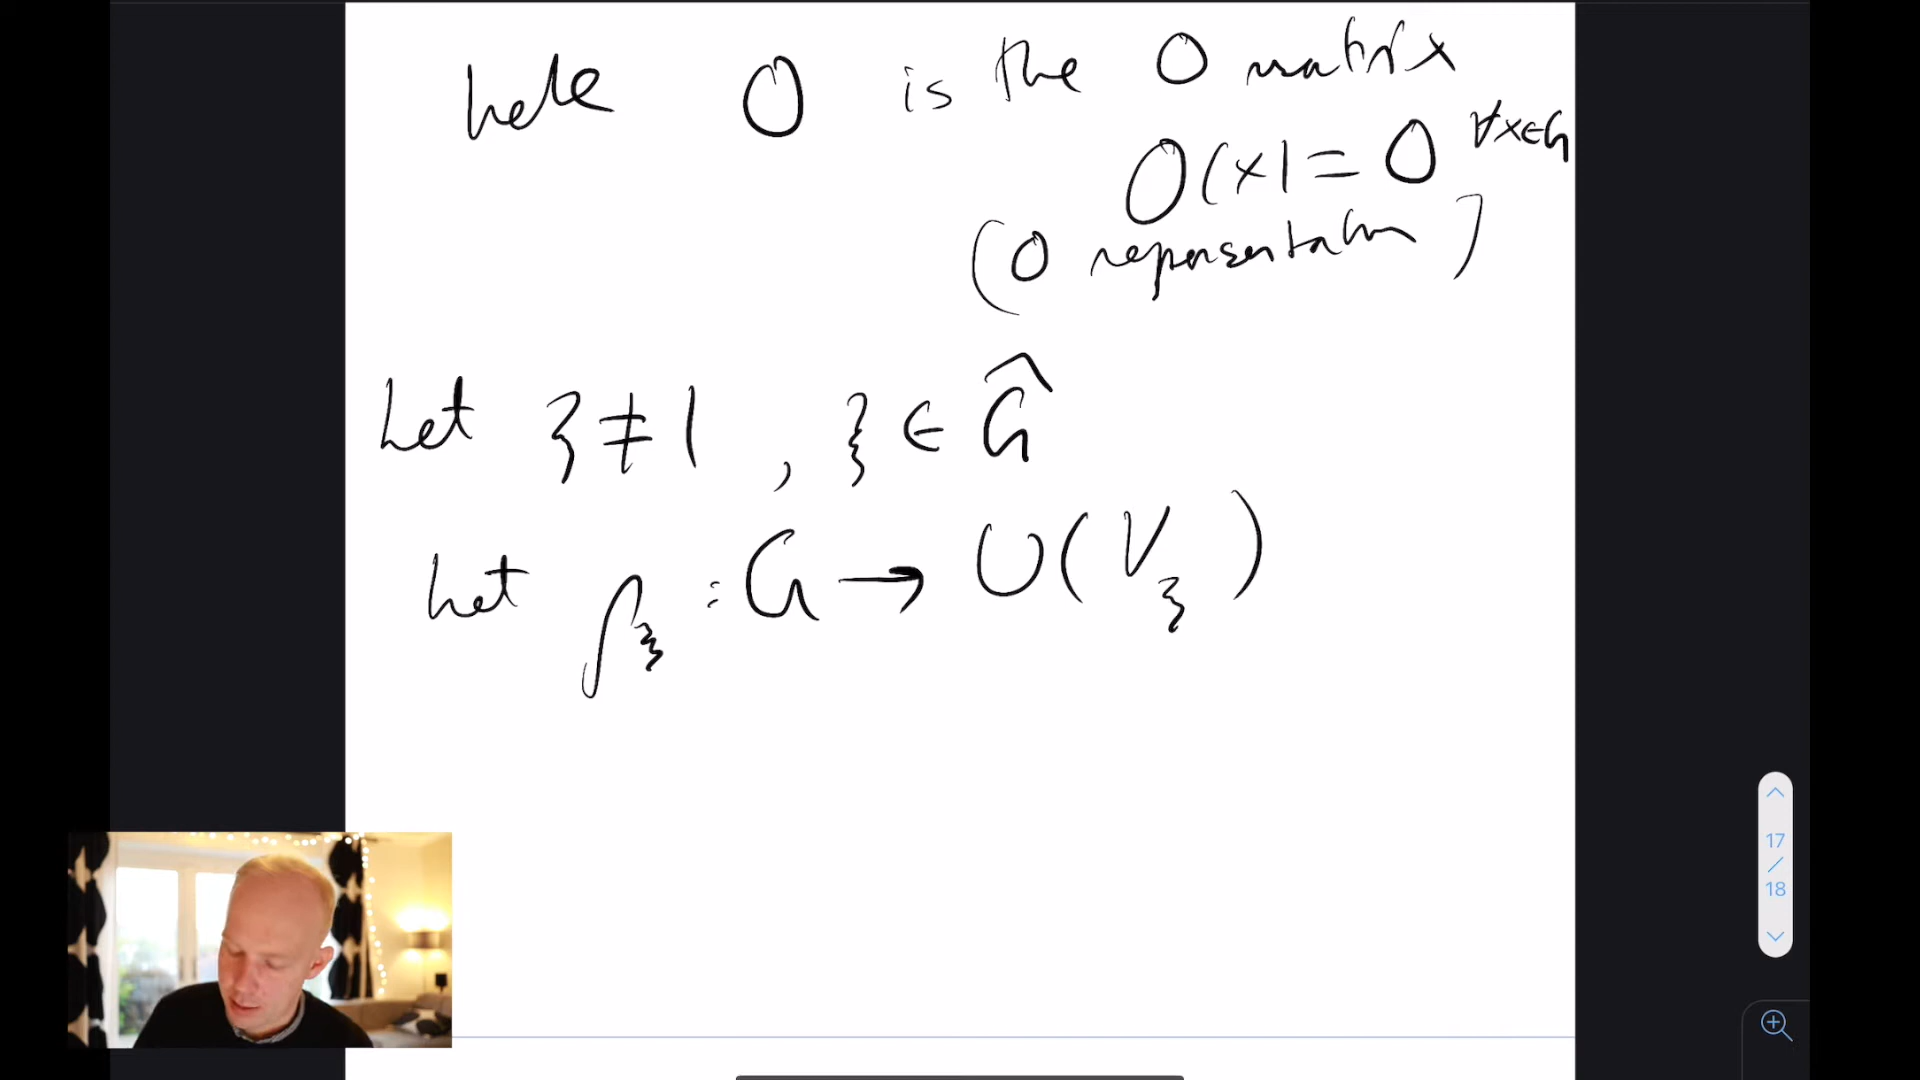 here 0 is the 0 matrix
0(x) = 0 ∀x∈G
(0 representation)
Let ξ ≠ 1 , ξ ∈ Ĝ
Let ρ_ξ : G → U(V_ξ)
17
/
18